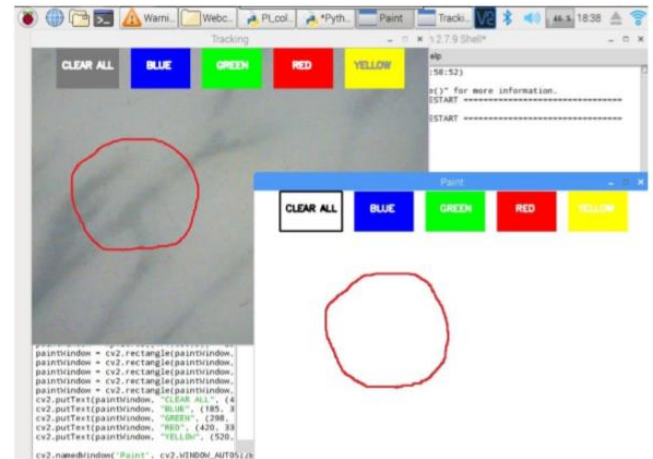 Warni.. Webc.. PI_col.. *Pyth.. Paint Tracki.. 46 % 18:38
Tracking
n 2.7.9 Shell*
elp
:58:52)
()" for more information.
ESTART ================================
ESTART ================================
CLEAR ALL BLUE GREEN RED YELLOW
Paint
CLEAR ALL BLUE GREEN RED YELLOW
paintWindow = cv2.rectangle(paintWindow,
paintWindow = cv2.rectangle(paintWindow,
paintWindow = cv2.rectangle(paintWindow,
paintWindow = cv2.rectangle(paintWindow,
cv2.putText(paintWindow, "CLEAR ALL", (4
cv2.putText(paintWindow, "BLUE", (185, 3
cv2.putText(paintWindow, "GREEN", (298,
cv2.putText(paintWindow, "RED", (420, 33
cv2.putText(paintWindow, "YELLOW", (520,
cv2.namedWindow('Paint', cv2.WINDOW_AUTOSIZE